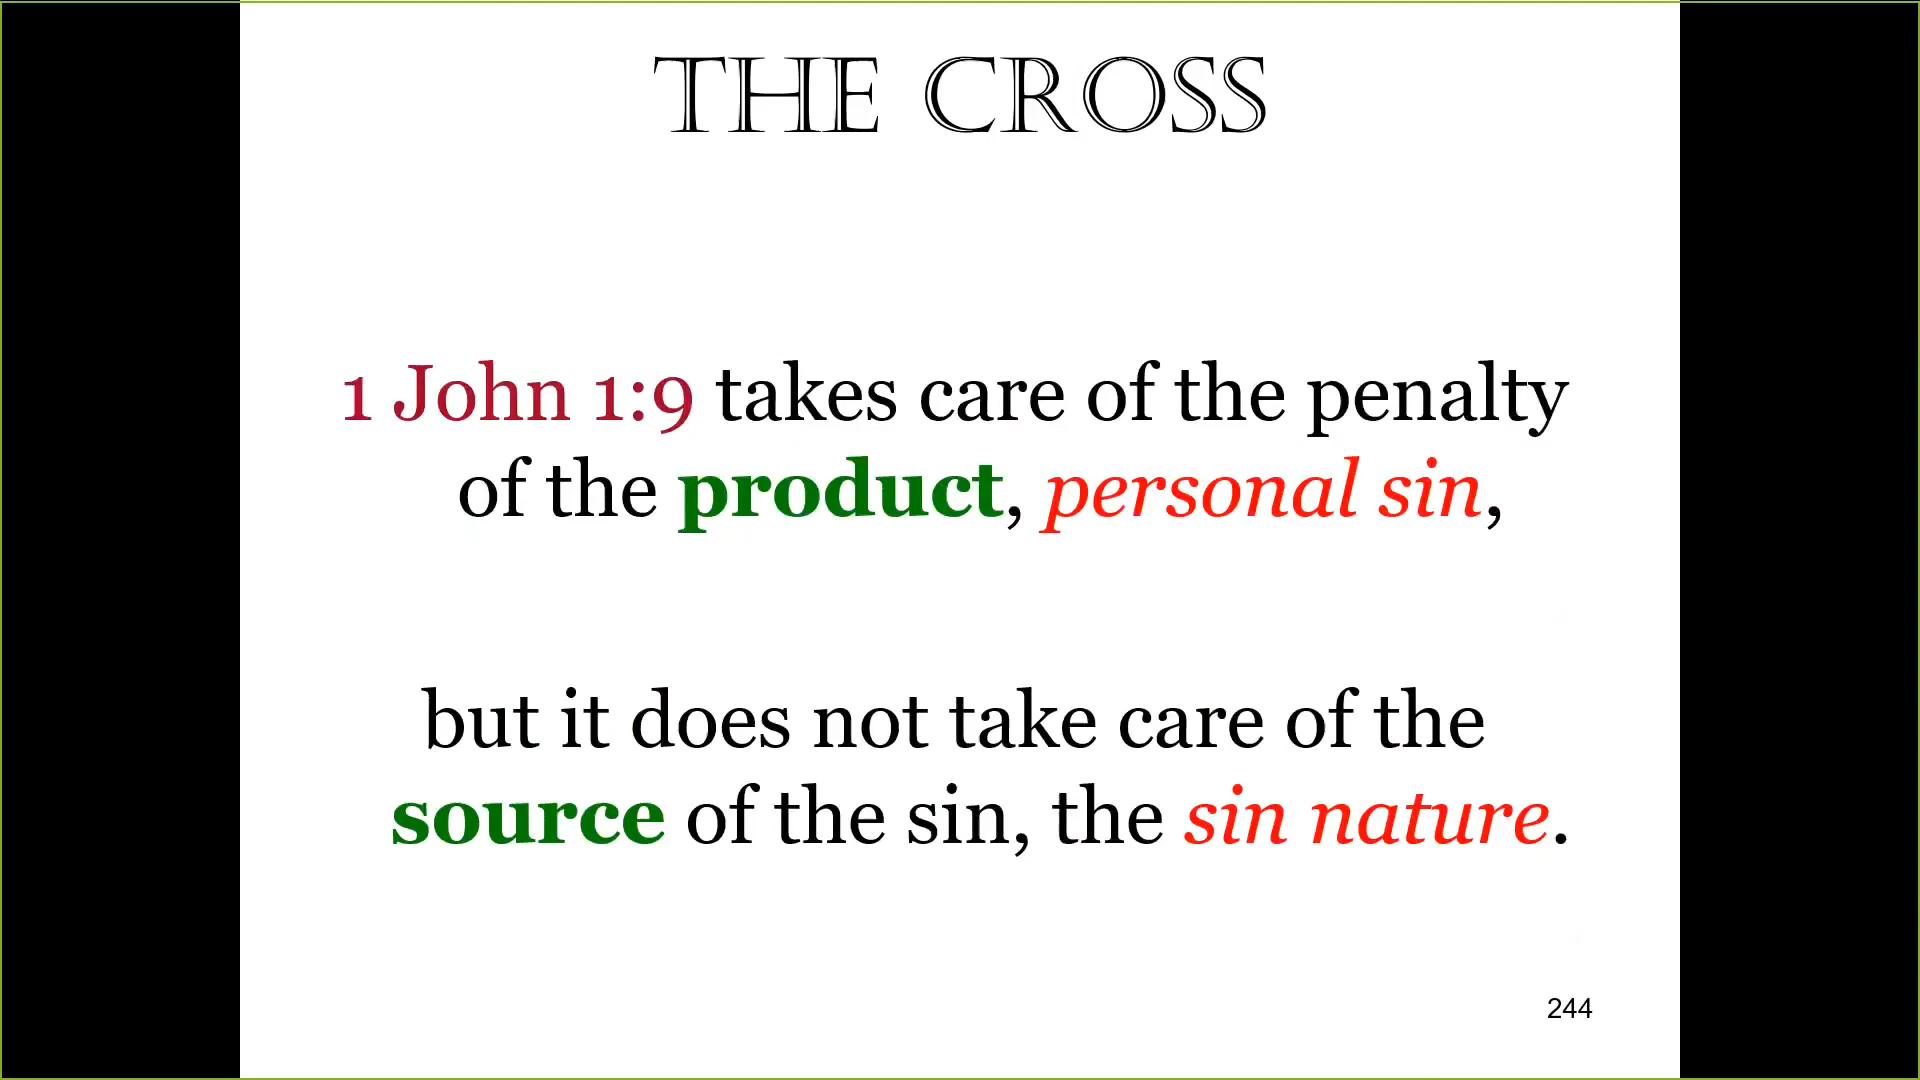 THE CROSS
1 John 1:9 takes care of the penalty
of the product, personal sin,
but it does not take care of the
source of the sin, the sin nature.
244